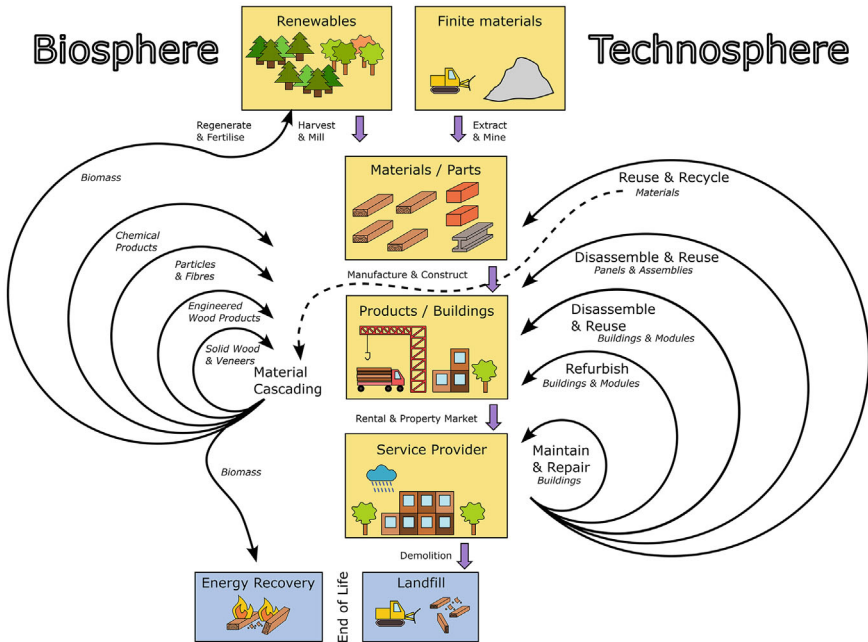 Biosphere
Renewables
Finite materials
Technosphere
Regenerate
& Fertilise
Harvest
& Mill
Extract
& Mine
Biomass
Materials / Parts
Reuse & Recycle
Materials
Chemical
Products
Particles
& Fibres
Manufacture & Construct
Disassemble & Reuse
Panels & Assemblies
Engineered
Wood Products
Products / Buildings
Disassemble
& Reuse
Buildings & Modules
Solid Wood
& Veneers
Material
Cascading
Refurbish
Buildings & Modules
Rental & Property Market
Service Provider
Maintain
& Repair
Buildings
Biomass
Demolition
Energy Recovery
End of Life
Landfill